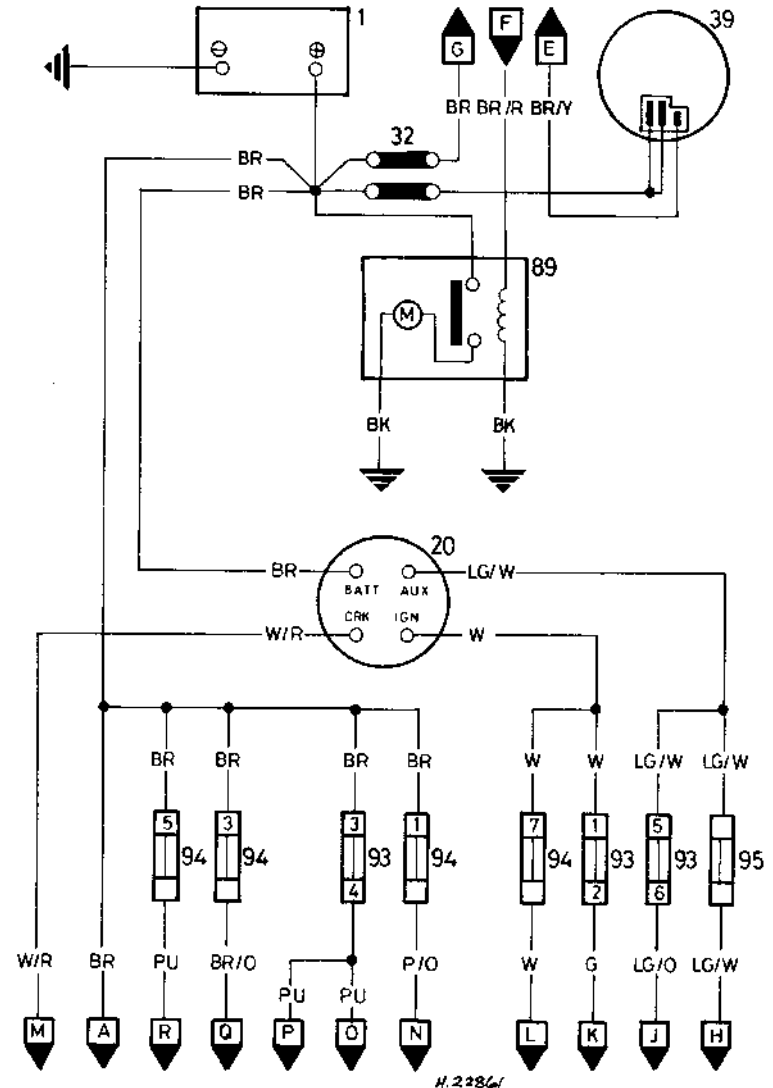 1
G F E
39
BR BR/R BR/Y
32
BR
BR
89
M
BK BK
20
BR LG/W
BATT AUX
CRK IGN
W/R W
BR BR BR BR W W LG/W LG/W
5 3 3 1 7 1 5
94 94 93 94 94 93 93 95
4 2 6
W/R BR PU BR/O P/O W G LG/O LG/W
PU PU
M A R Q P O N L K J H
H.22861